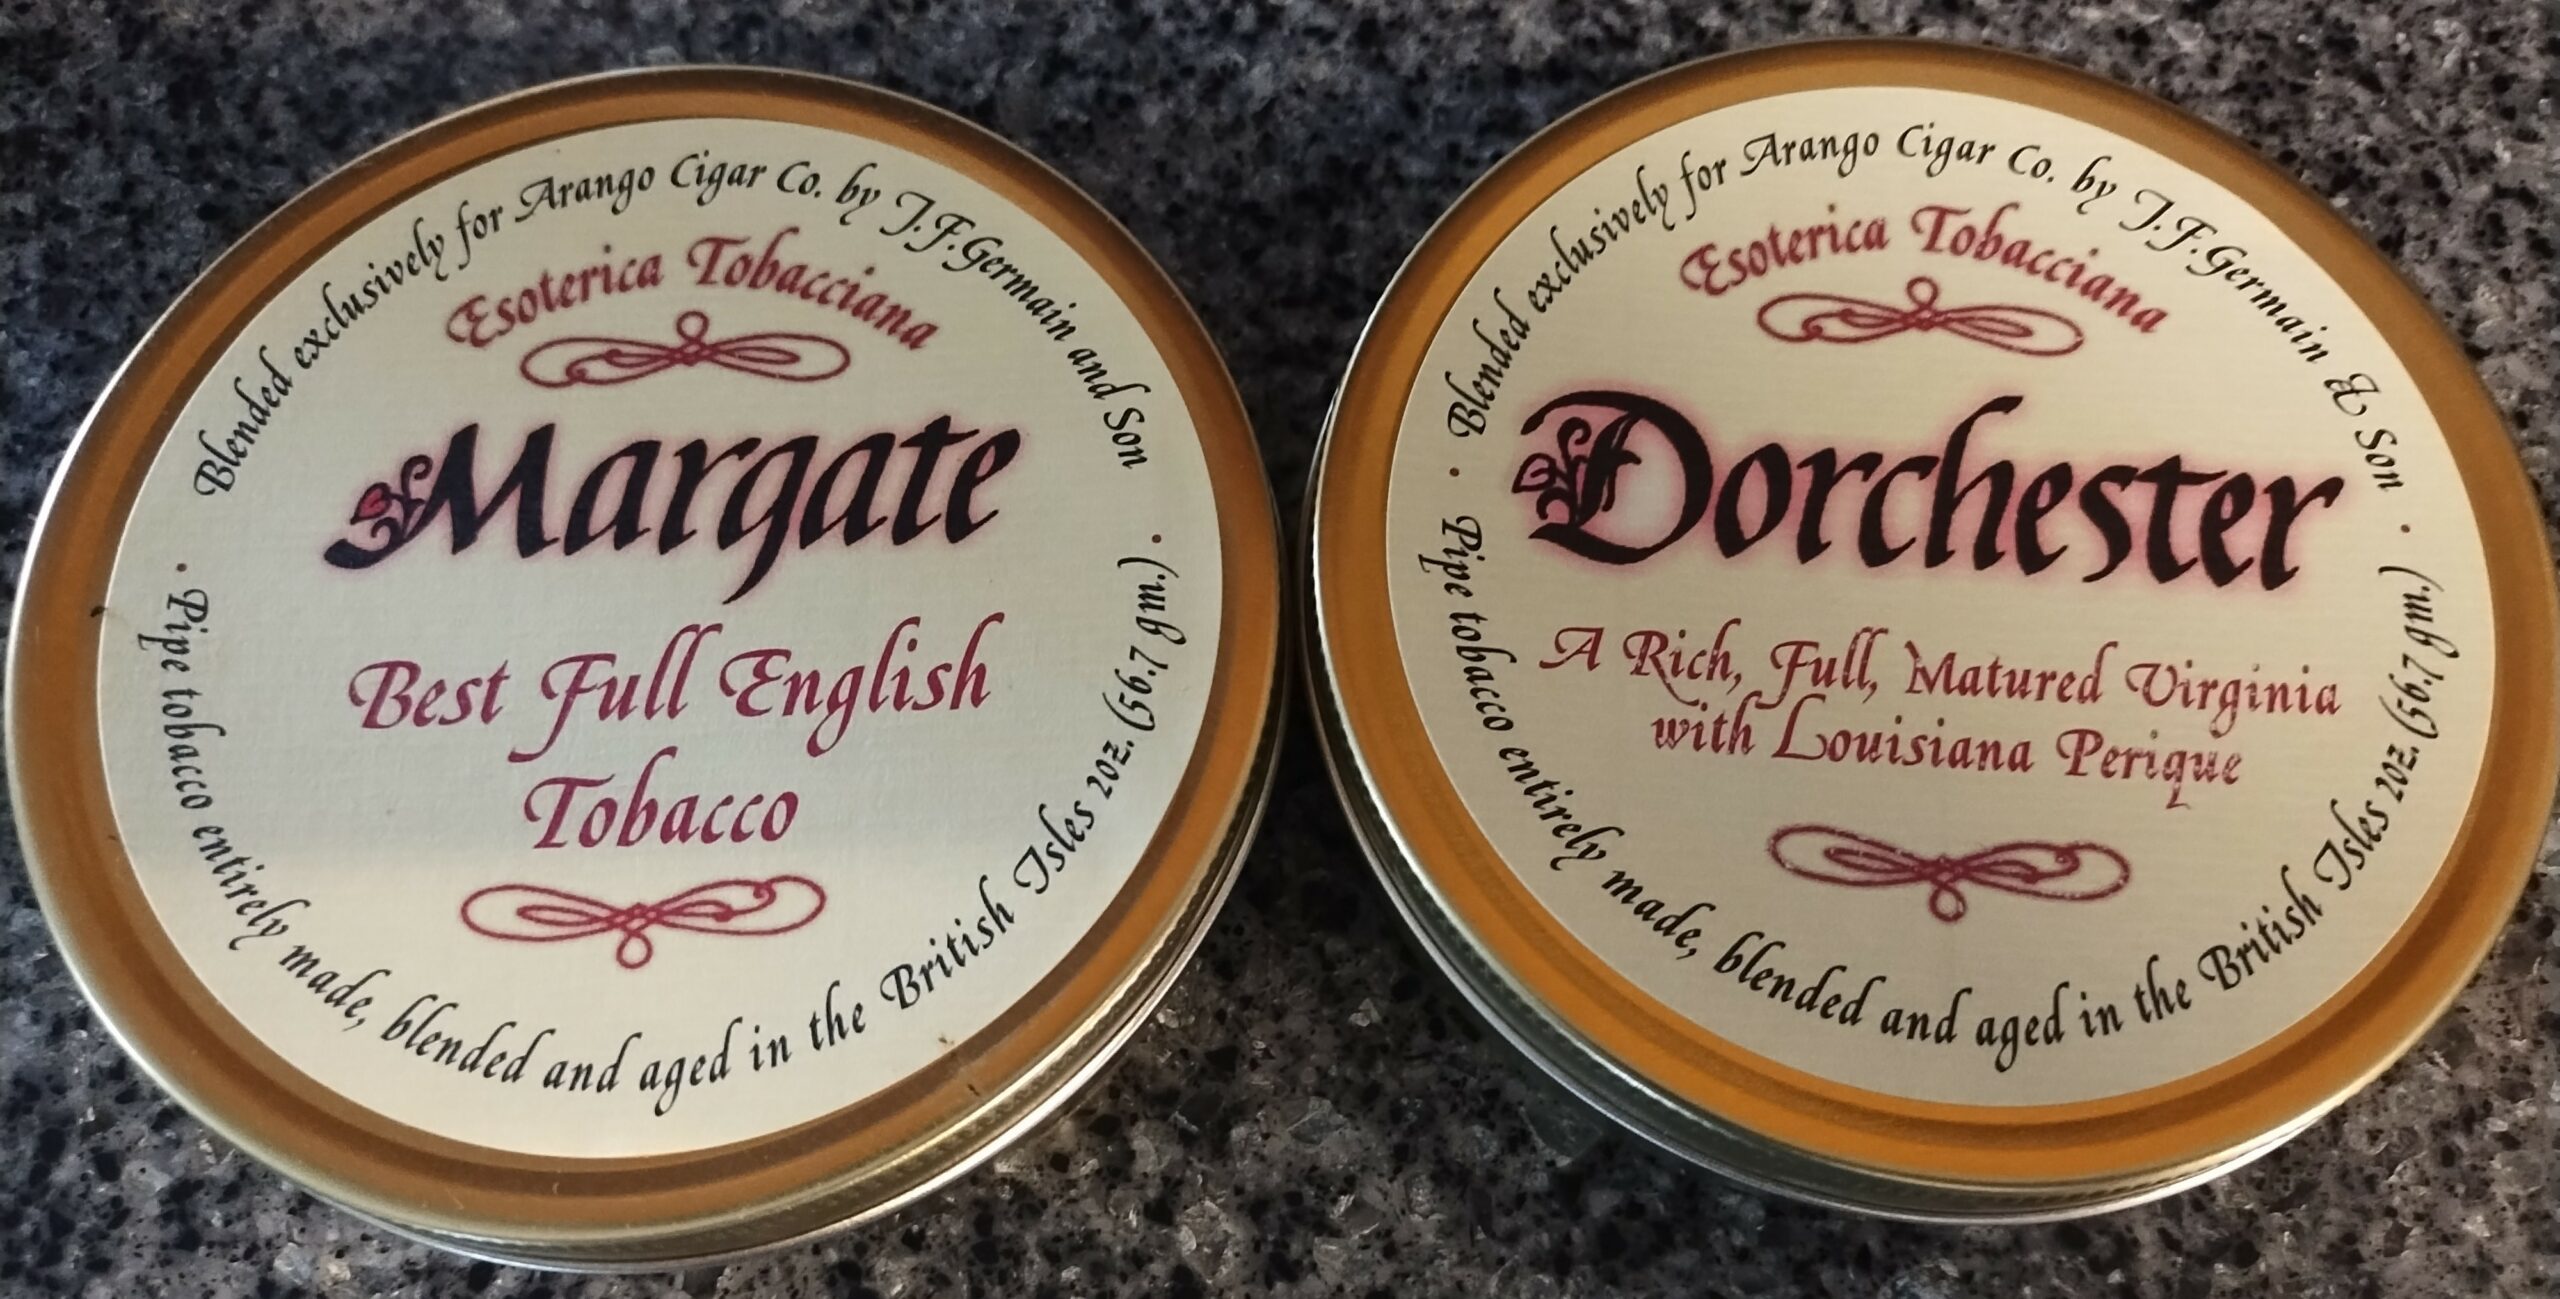 Blended exclusively for Arango Cigar Co. by J.F.Germain and Son
Esoterica Tobacciana
Margate
Best Full English
Tobacco
· Pipe tobacco entirely made, blended and aged in the British Isles 2oz. (56.7 gm.) ·
Blended exclusively for Arango Cigar Co. by J.F.Germain & Son
Esoterica Tobacciana
Dorchester
A Rich, Full, Matured Virginia
with Louisiana Perique
· Pipe tobacco entirely made, blended and aged in the British Isles 2oz. (56.7 gm.) ·